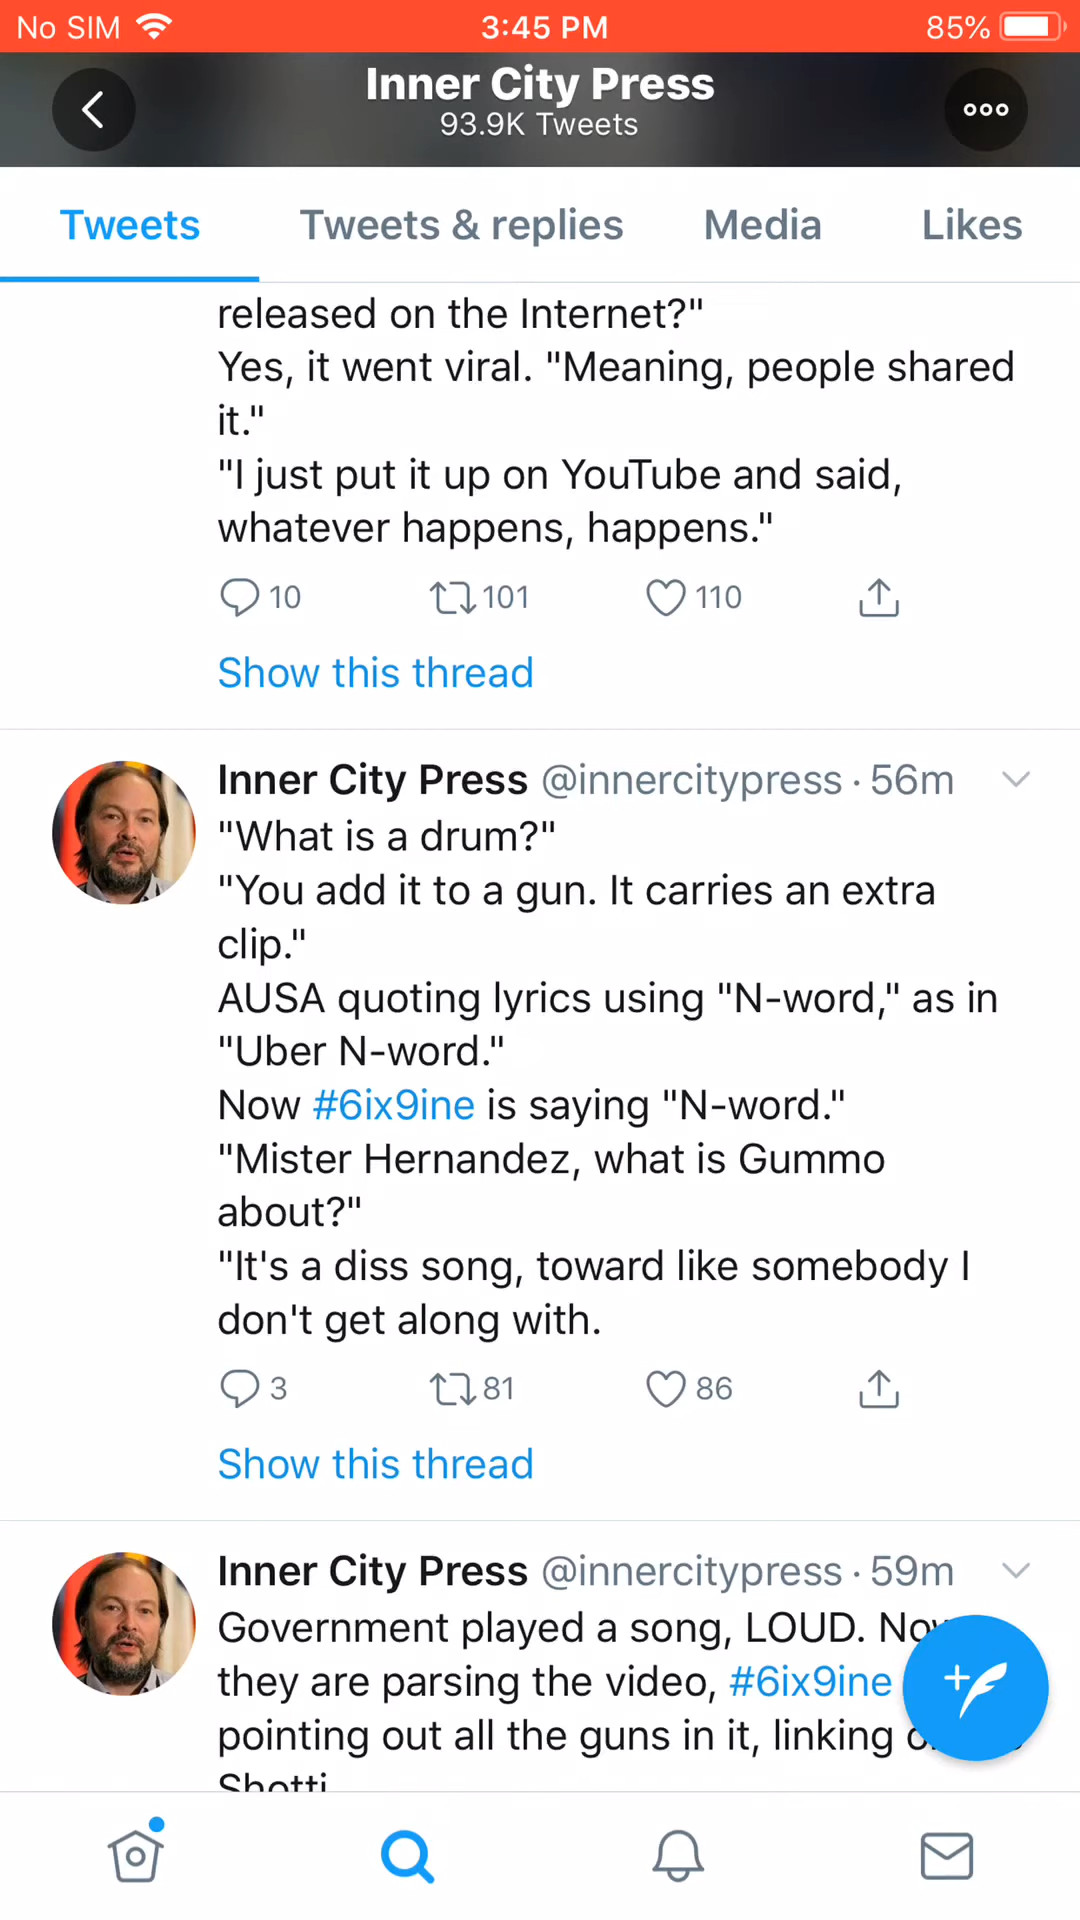 No SIM 3:45 PM 85%
Inner City Press
93.9K Tweets
Tweets Tweets & replies Media Likes
released on the Internet?"
Yes, it went viral. "Meaning, people shared
it."
"I just put it up on YouTube and said,
whatever happens, happens."
10 101 110
Show this thread
Inner City Press @innercitypress · 56m
"What is a drum?"
"You add it to a gun. It carries an extra
clip."
AUSA quoting lyrics using "N-word," as in
"Uber N-word."
Now #6ix9ine is saying "N-word."
"Mister Hernandez, what is Gummo
about?"
"It's a diss song, toward like somebody I
don't get along with.
3 81 86
Show this thread
Inner City Press @innercitypress · 59m
Government played a song, LOUD.
they are parsing the video, #6ix9ine
pointing out all the guns in it, linking
Shotti